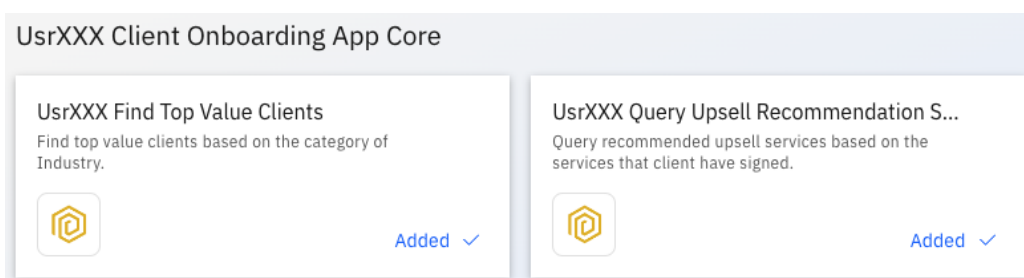 UsrXXX Client Onboarding App Core
UsrXXX Find Top Value Clients
Find top value clients based on the category of
Industry.
Added
UsrXXX Query Upsell Recommendation S...
Query recommended upsell services based on the
services that client have signed.
Added